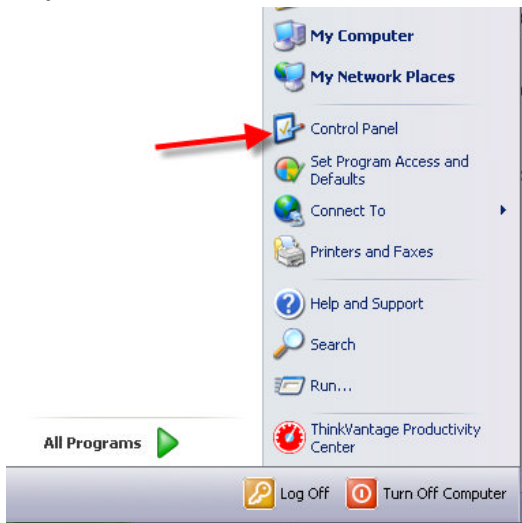 My Computer
My Network Places
Control Panel
Set Program Access and
Defaults
Connect To
Printers and Faxes
Help and Support
Search
Run...
ThinkVantage Productivity
Center
All Programs
Log Off
Turn Off Computer